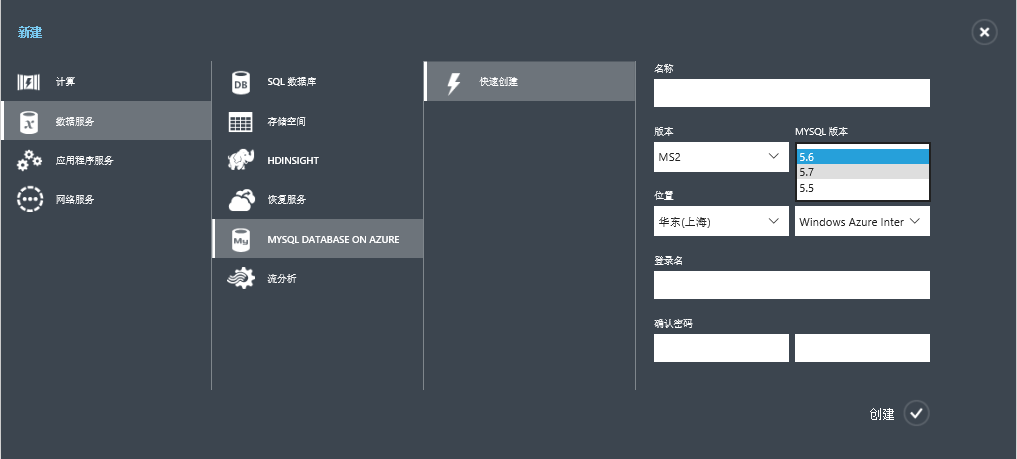 新建
计算
数据服务
应用程序服务
网络服务
DB
SQL 数据库
存储空间
HDINSIGHT
恢复服务
My
MYSQL DATABASE ON AZURE
流分析
快速创建
名称
版本
MYSQL 版本
MS2
5.6
5.7
5.5
位置
华东(上海)
Windows Azure Inter
登录名
确认密码
创建